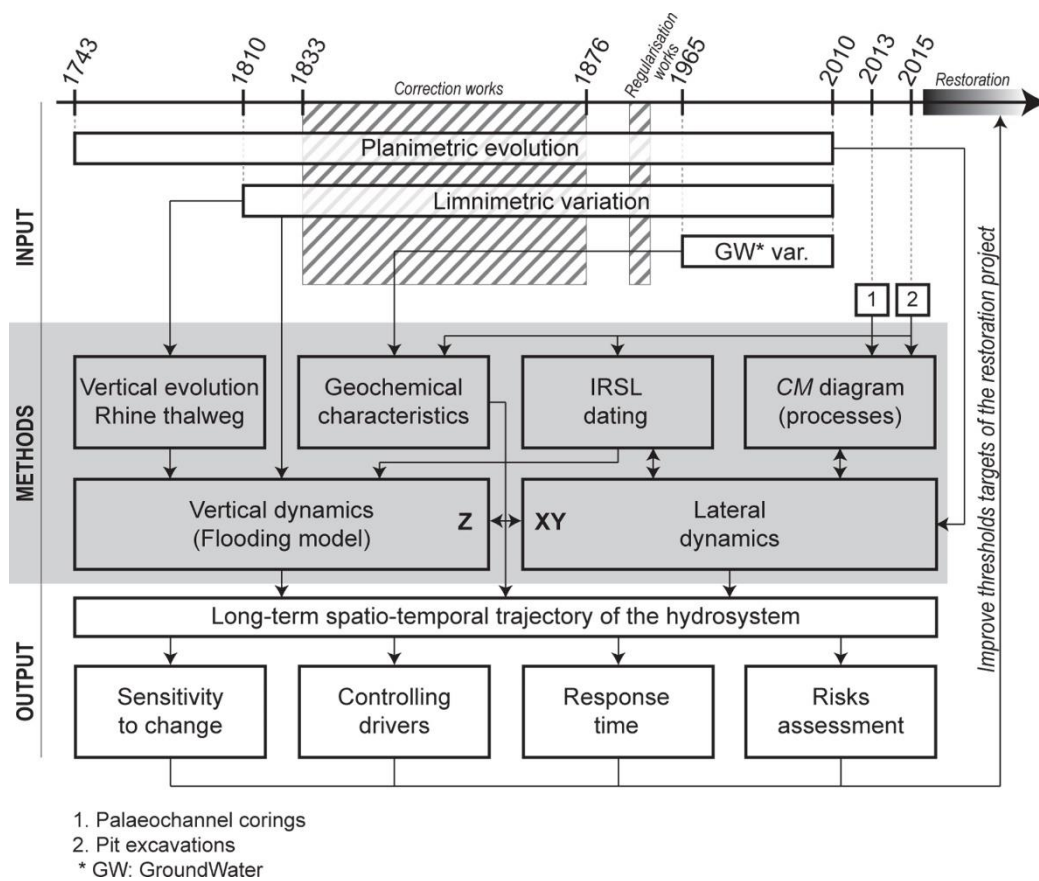 1743
1810
1833
1876
Regularisation
works
1965
2010
2013
2015
Correction works
Restoration
INPUT
Planimetric evolution
Limnimetric variation
GW* var.
1
2
METHODS
Vertical evolution
Rhine thalweg
Geochemical
characteristics
IRSL
dating
CM diagram
(processes)
Vertical dynamics
(Flooding model)
Z
XY
Lateral
dynamics
OUTPUT
Long-term spatio-temporal trajectory of the hydrosystem
Sensitivity
to change
Controlling
drivers
Response
time
Risks
assessment
Improve thresholds targets of the restoration project
1. Palaeochannel corings
2. Pit excavations
* GW: GroundWater